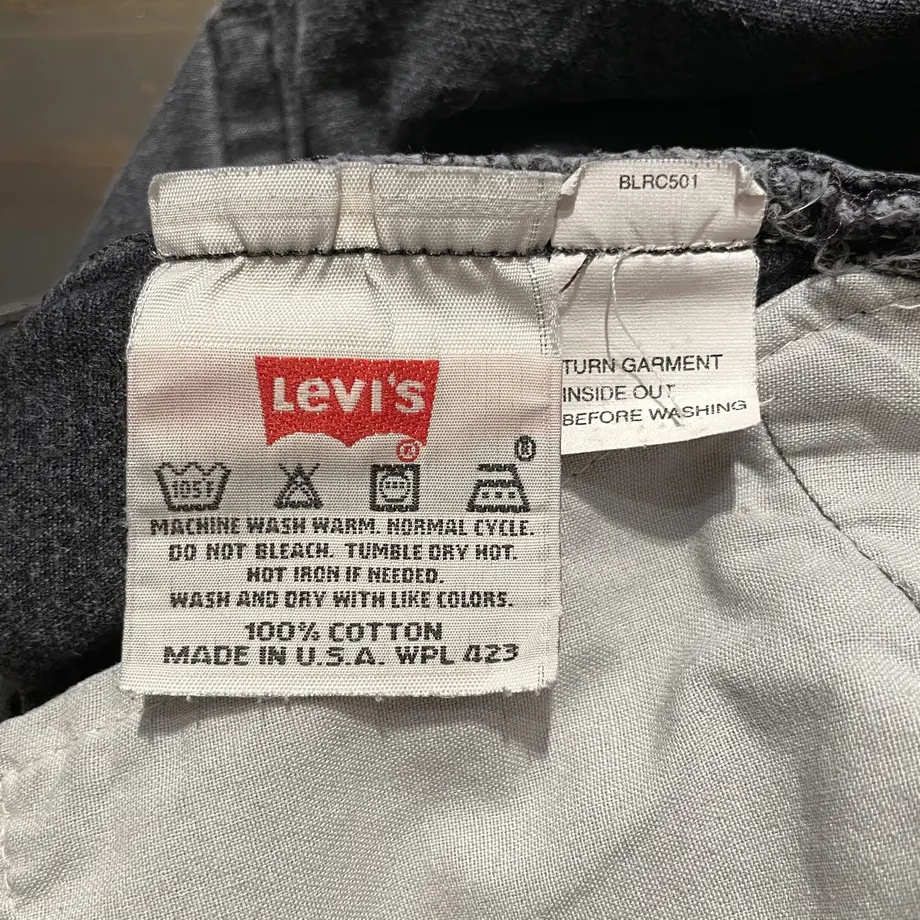 BLRC501
TURN GARMENT
INSIDE OUT
BEFORE WASHING
LEVI'S
®
®
105F
MACHINE WASH WARM. NORMAL CYCLE.
DO NOT BLEACH. TUMBLE DRY HOT.
HOT IRON IF NEEDED.
WASH AND DRY WITH LIKE COLORS.
100% COTTON
MADE IN U.S.A. WPL 423